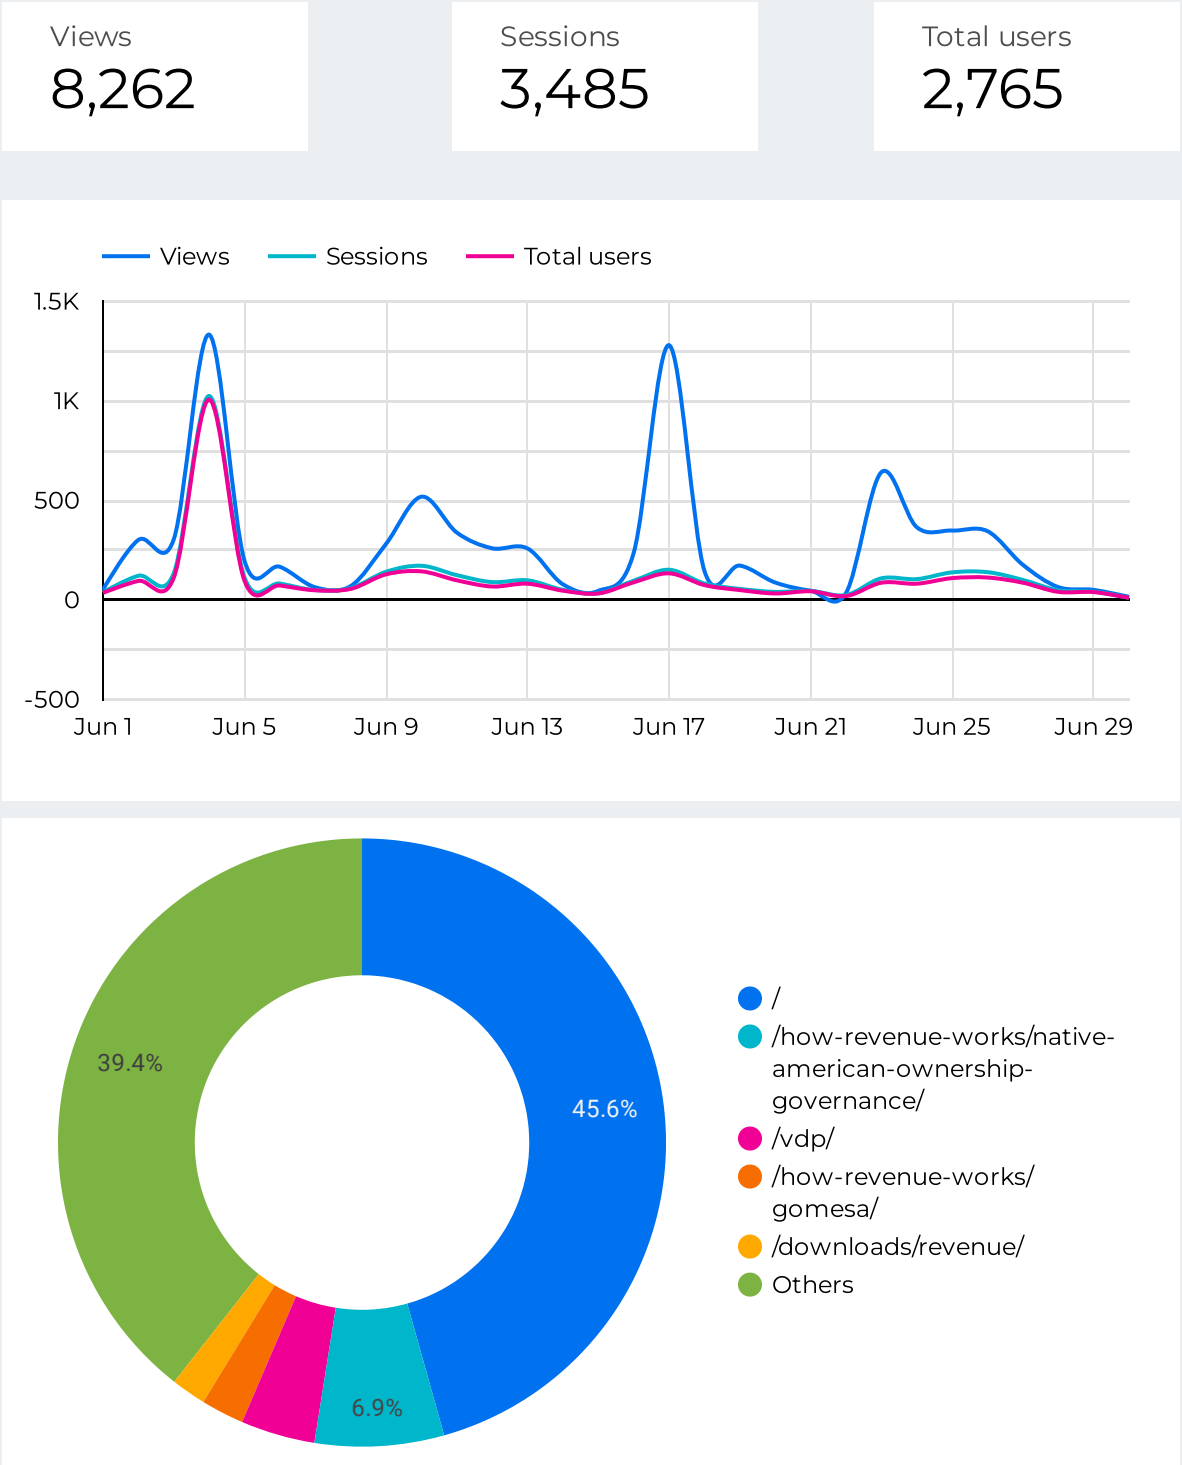 Views
8,262
Sessions
3,485
Total users
2,765
Views
Sessions
Total users
1.5K
1K
500
0
-500
Jun 1
Jun 5
Jun 9
Jun 13
Jun 17
Jun 21
Jun 25
Jun 29
39.4%
45.6%
6.9%
/
/how-revenue-works/native-
american-ownership-
governance/
/vdp/
/how-revenue-works/
gomesa/
/downloads/revenue/
Others